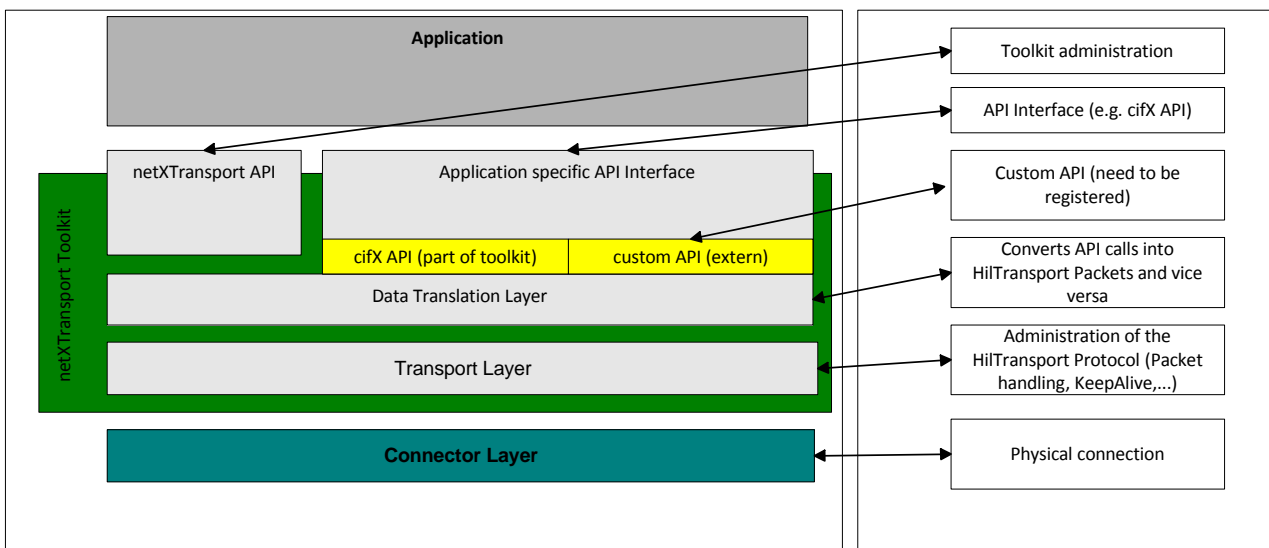 Application
netXTransport API
Application specific API Interface
cifX API (part of toolkit)
custom API (extern)
Data Translation Layer
Transport Layer
netXTransport Toolkit
Connector Layer
Toolkit administration
API Interface (e.g. cifX API)
Custom API (need to be
registered)
Converts API calls into
HilTransport Packets and vice
versa
Administration of the
HilTransport Protocol (Packet
handling, KeepAlive,...)
Physical connection